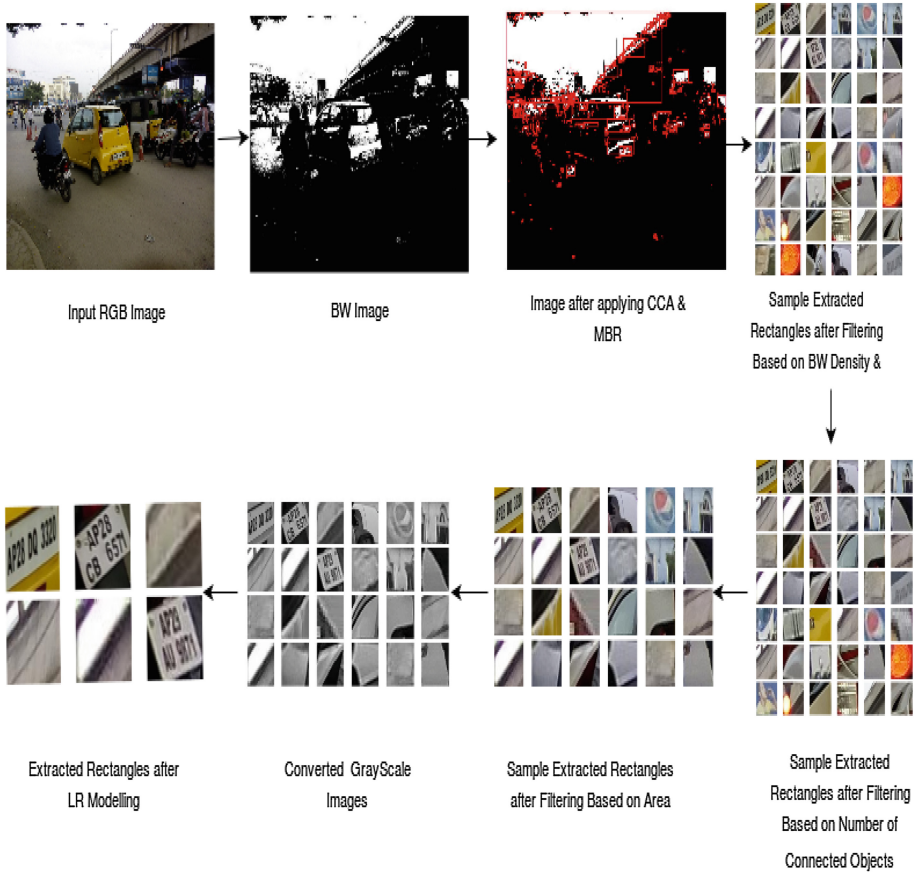 Input RGB Image
BW Image
Image after applying CCA &
MBR
Sample Extracted
Rectangles after Filtering
Based on BW Density &
AP28 DQ 3320
AP28
CB 6571
AP29
AU 9871
Extracted Rectangles after
LR Modelling
Converted GrayScale
Images
Sample Extracted Rectangles
after Filtering Based on Area
Sample Extracted
Rectangles after Filtering
Based on Number of
Connected Objects